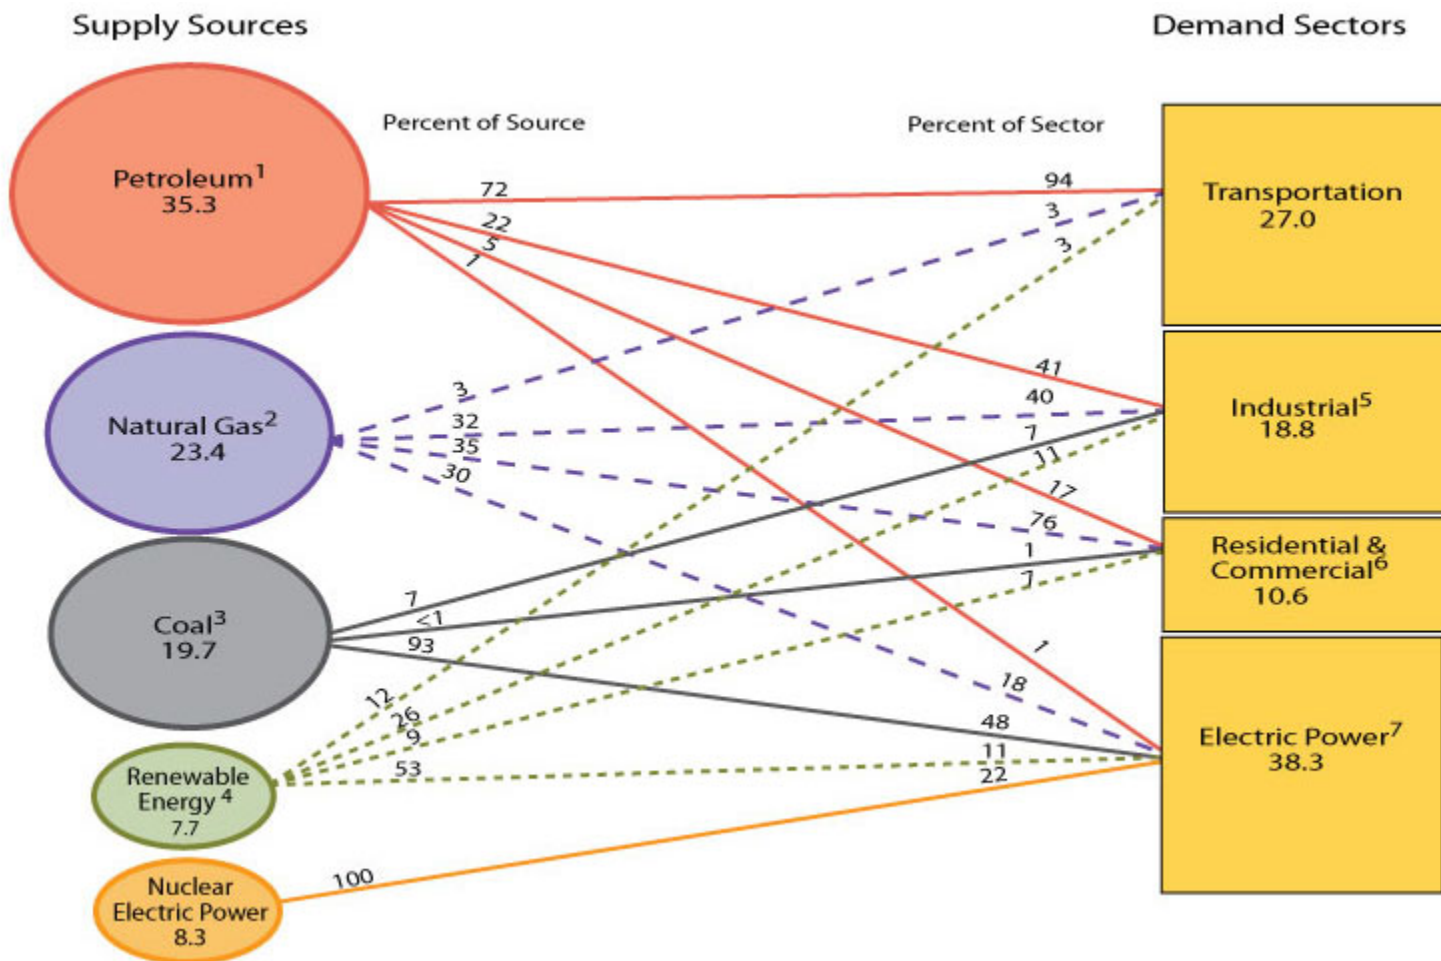 Supply Sources
Demand Sectors
Percent of Source
Percent of Sector
Petroleum1
35.3
72
22
5
1
94
3
3
Transportation
27.0
Natural Gas2
23.4
3
32
35
30
41
40
7
11
Industrial5
18.8
Coal3
19.7
7
<1
93
17
76
1
7
Residential &
Commercial6
10.6
Renewable
Energy 4
7.7
12
26
9
53
1
18
48
11
22
Electric Power7
38.3
Nuclear
Electric Power
8.3
100